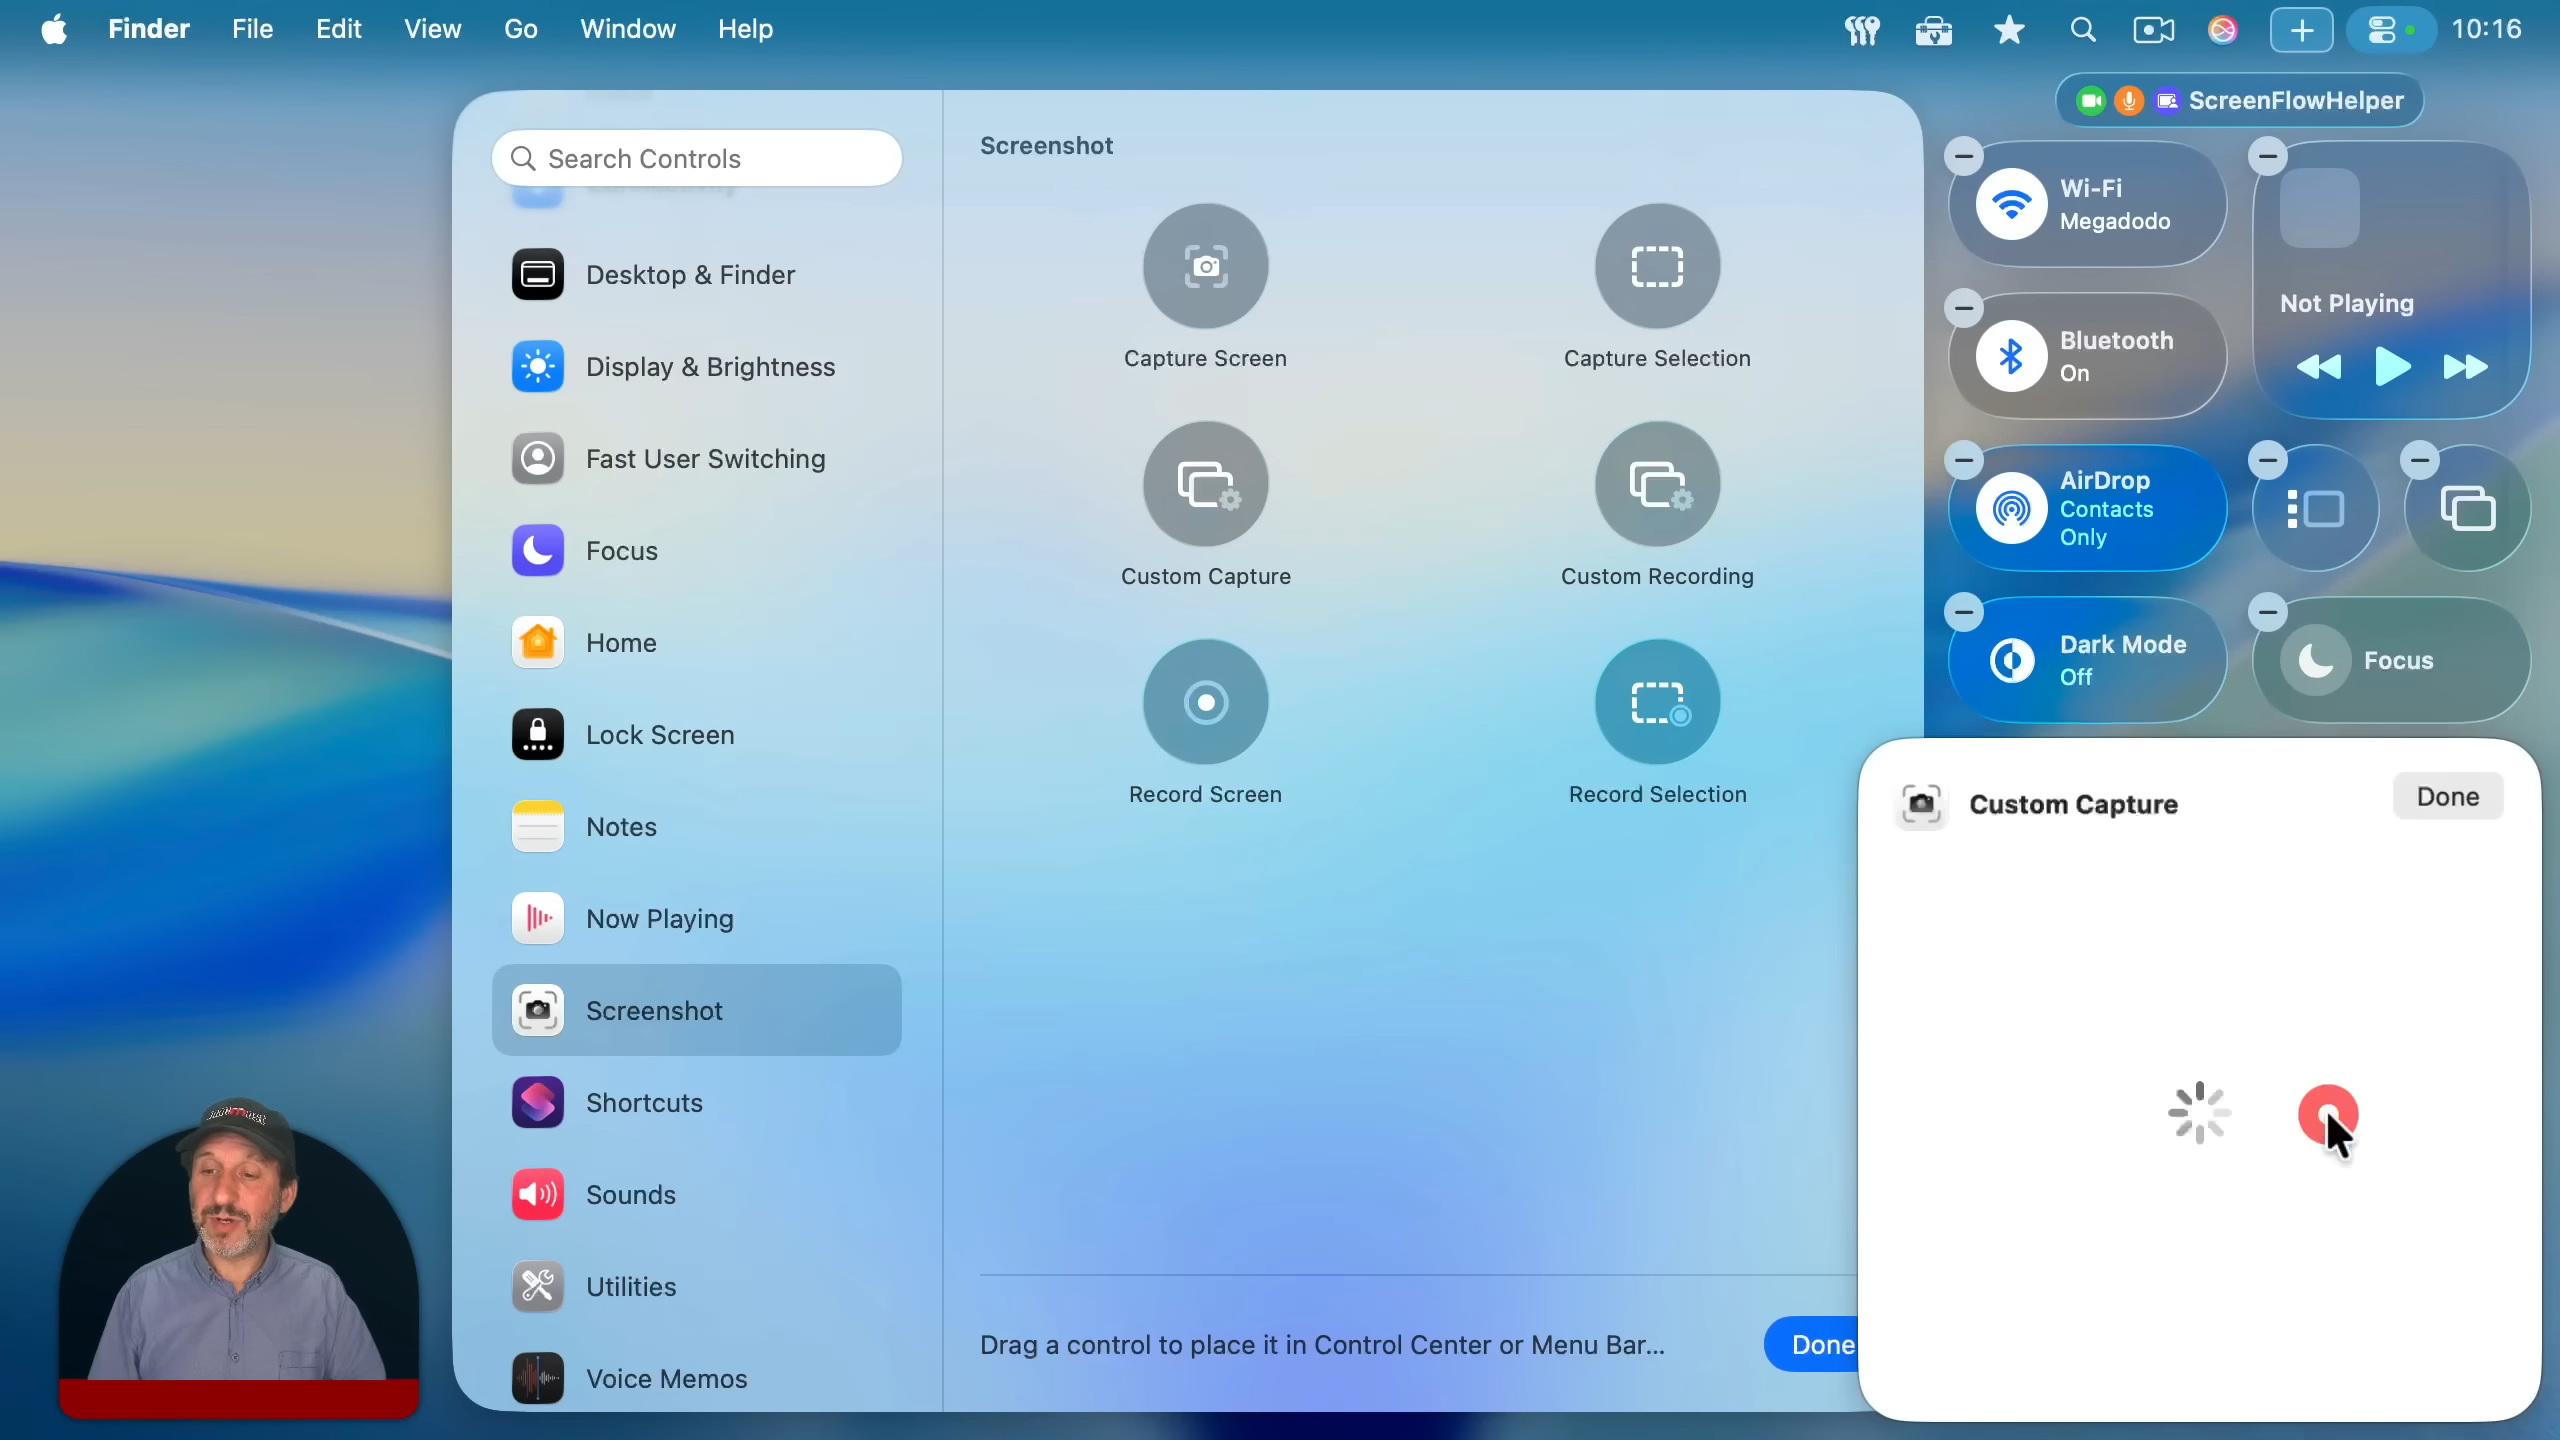 Finder File Edit View Go Window Help 10:16
ScreenFlowHelper
Search Controls
Desktop & Finder
Display & Brightness
Fast User Switching
Focus
Home
Lock Screen
Notes
Now Playing
Screenshot
Shortcuts
Sounds
Utilities
Voice Memos
Screenshot
Capture Screen
Capture Selection
Custom Capture
Custom Recording
Record Screen
Record Selection
Drag a control to place it in Control Center or Menu Bar...
Done
Wi-Fi
Megadodo
Not Playing
Bluetooth
On
AirDrop
Contacts
Only
Dark Mode
Off
Focus
Custom Capture
Done